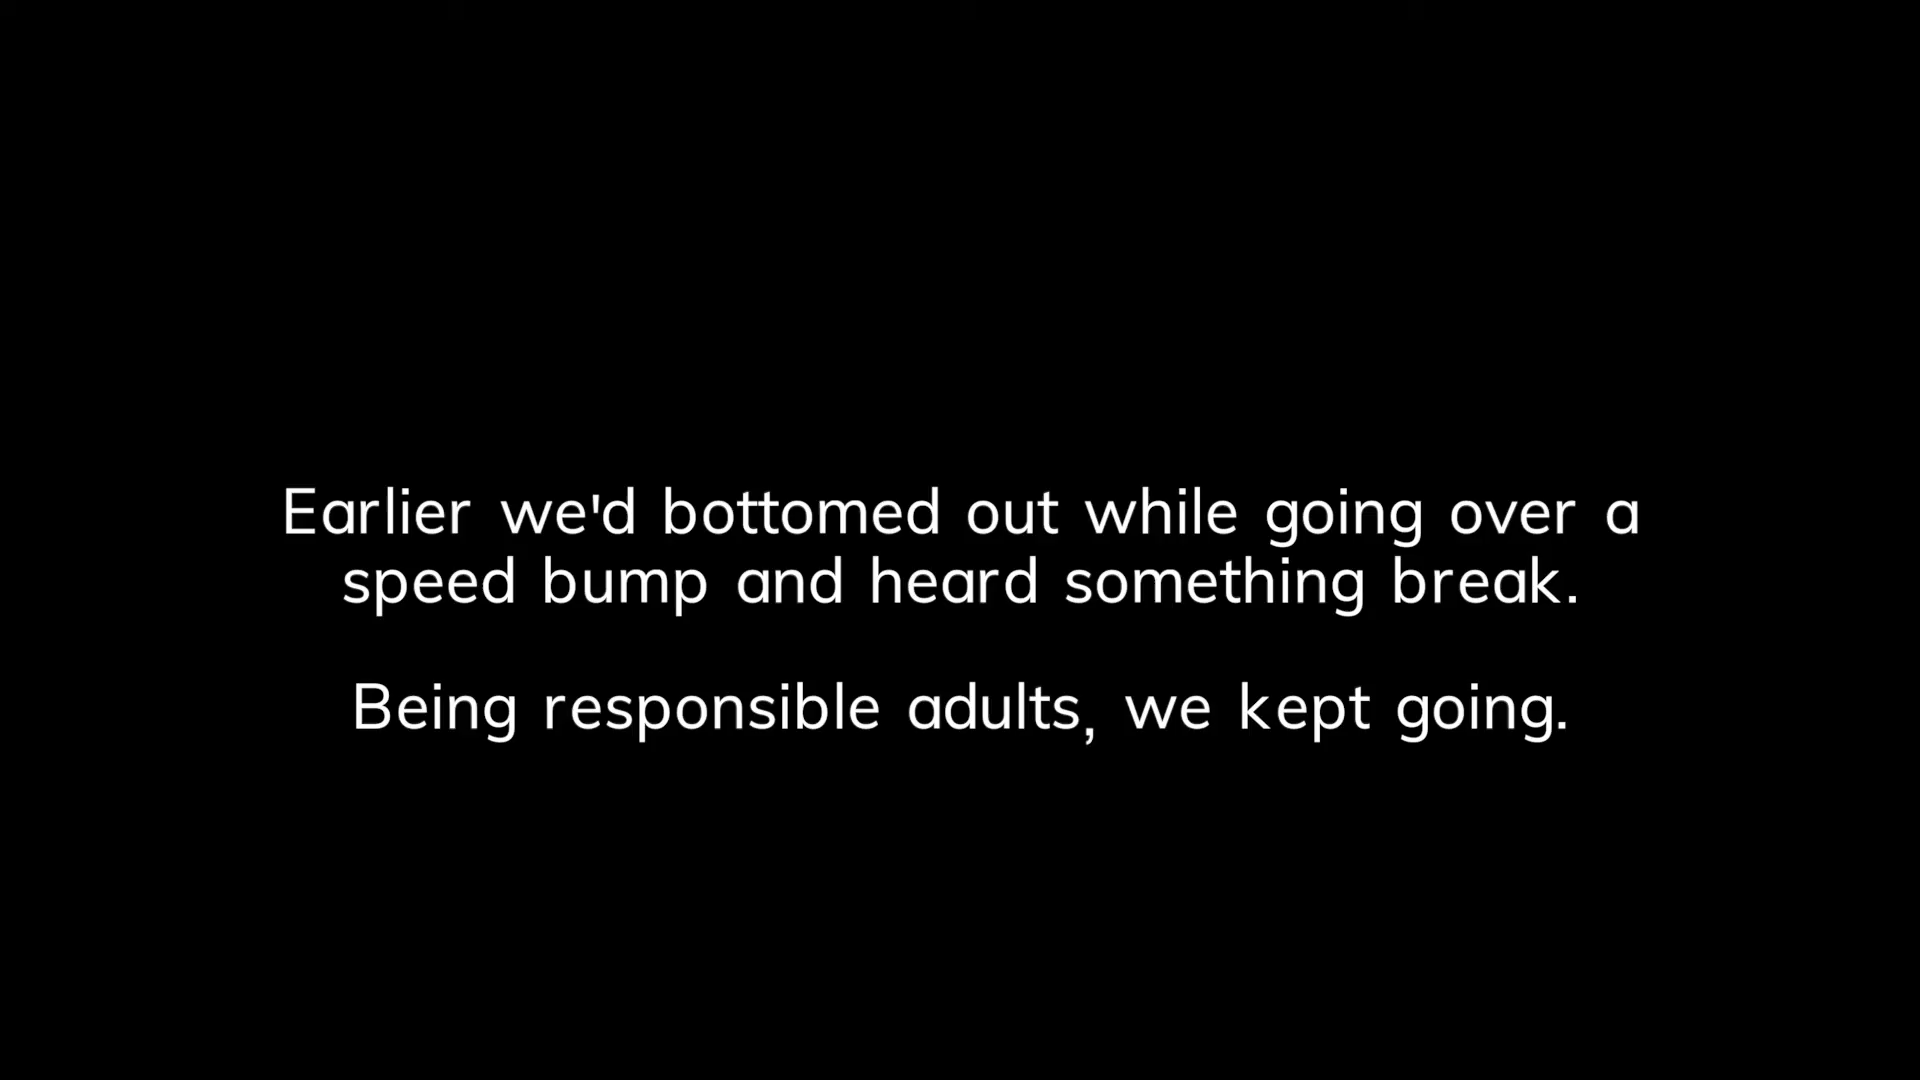 Earlier we'd bottomed out while going over a
speed bump and heard something break.
Being responsible adults, we kept going.